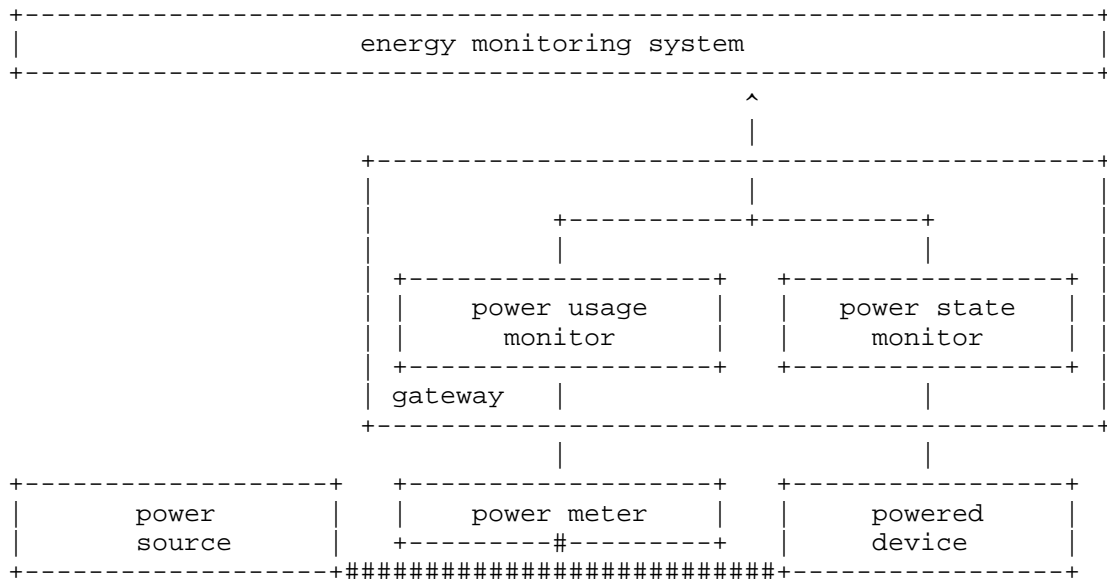 energy monitoring system
power usage power state
monitor monitor
gateway
power power meter powered
source device